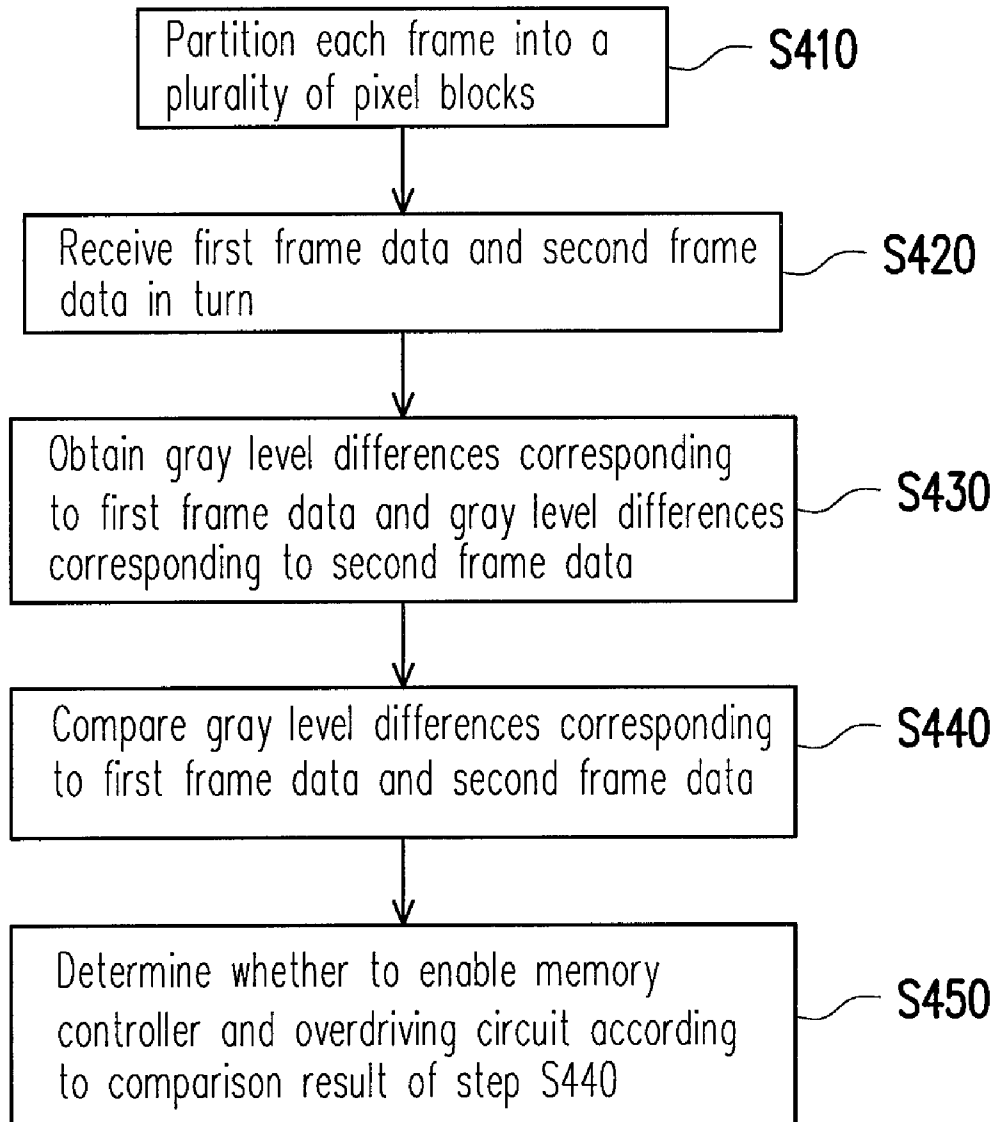 Partition each frame into a
plurality of pixel blocks
S410
Receive first frame data and second frame
data in turn
S420
Obtain gray level differences corresponding
to first frame data and gray level differences
corresponding to second frame data
S430
Compare gray level differences corresponding
to first frame data and second frame data
S440
Determine whether to enable memory
controller and overdriving circuit according
to comparison result of step S440
S450